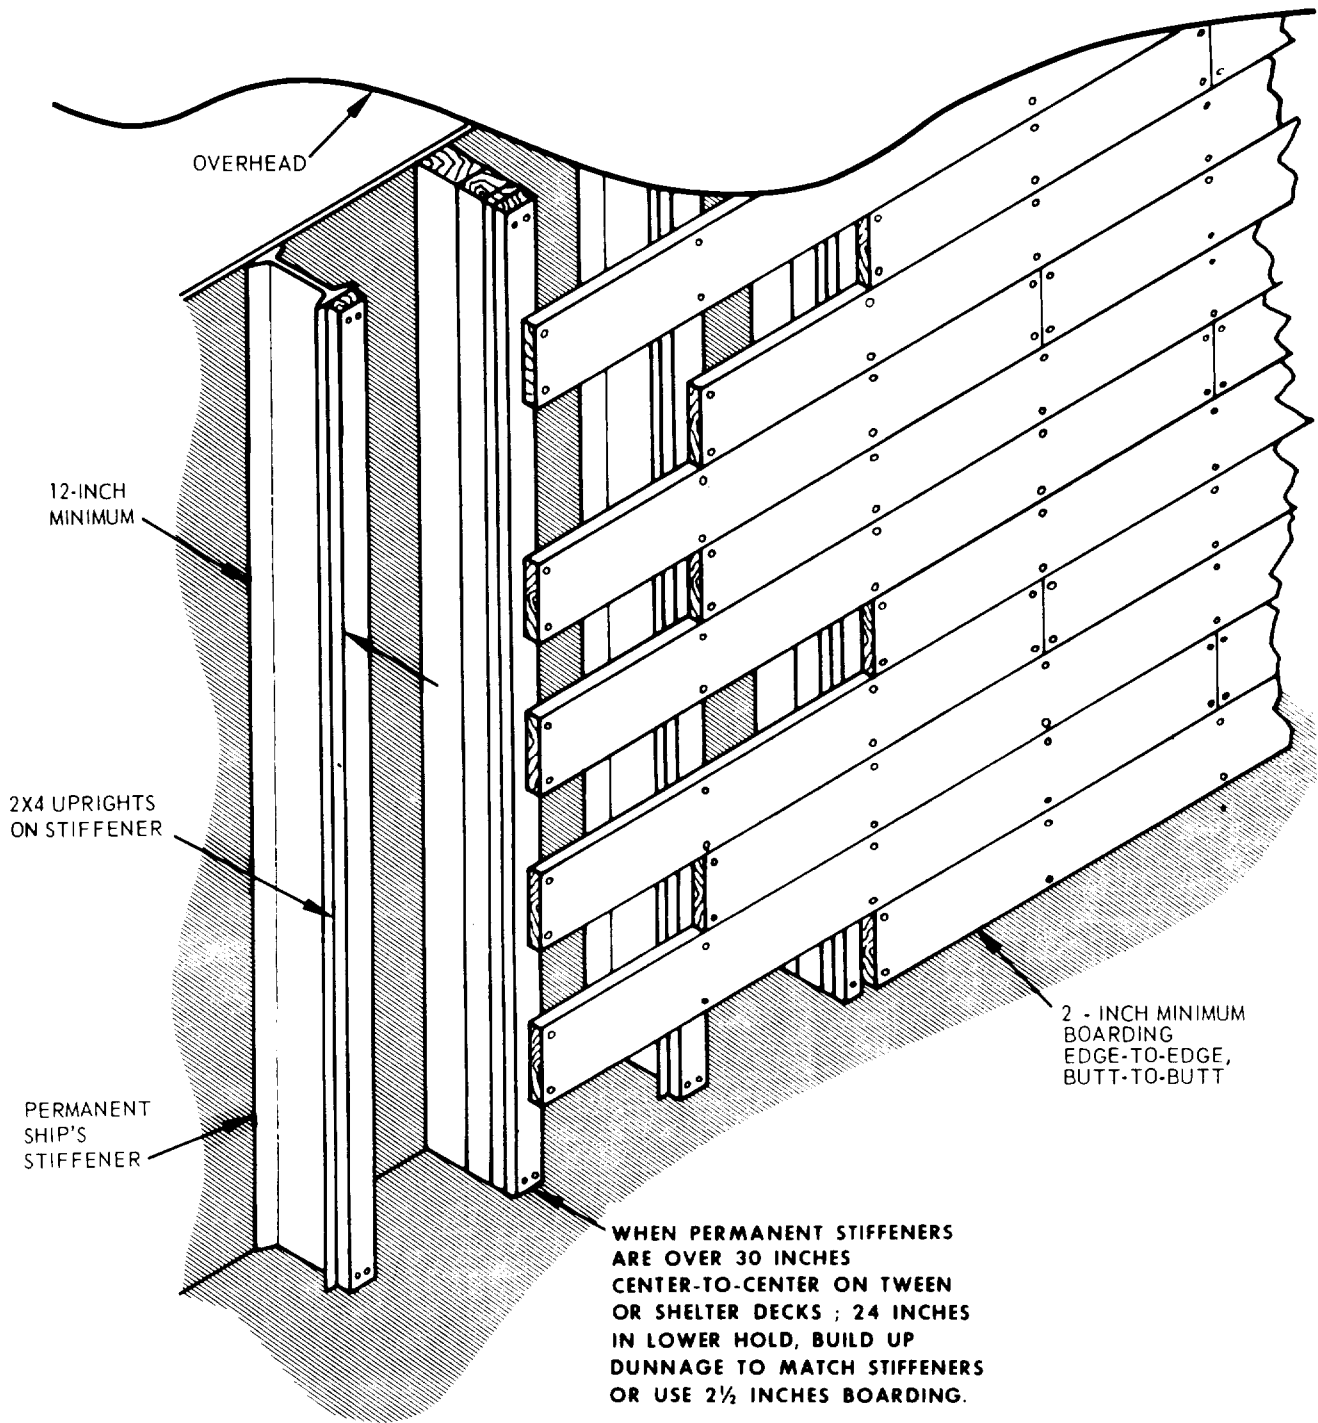 OVERHEAD
12-INCH
MINIMUM
2X4 UPRIGHTS
ON STIFFENER
PERMANENT
SHIP'S
STIFFENER
2 - INCH MINIMUM
BOARDING
EDGE-TO-EDGE,
BUTT-TO-BUTT
WHEN PERMANENT STIFFENERS
ARE OVER 30 INCHES
CENTER-TO-CENTER ON TWEEN
OR SHELTER DECKS ; 24 INCHES
IN LOWER HOLD, BUILD UP
DUNNAGE TO MATCH STIFFENERS
OR USE 2½ INCHES BOARDING.